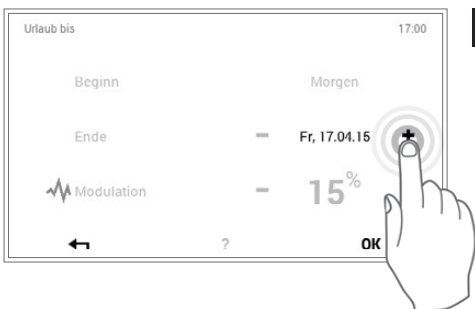 Urlaub bis 17:00
Beginn Morgen
Ende - Fr, 17.04.15 +
Modulation - 15%
? OK